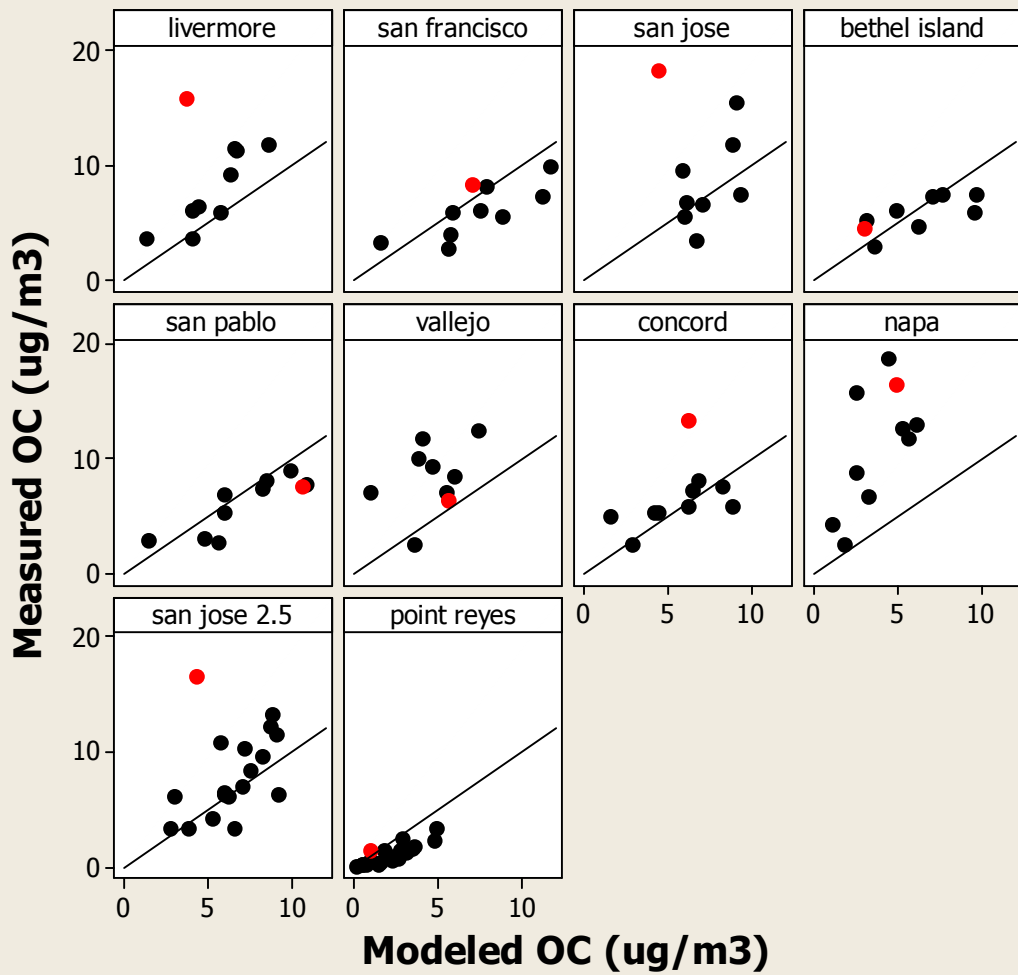 livermore san francisco san jose bethel island
20
10
0
san pablo vallejo concord napa
20
10
0
0 5 10 0 5 10
san jose 2.5 point reyes
20
10
0
0 5 10 0 5 10
Measured OC (ug/m3)
Modeled OC (ug/m3)